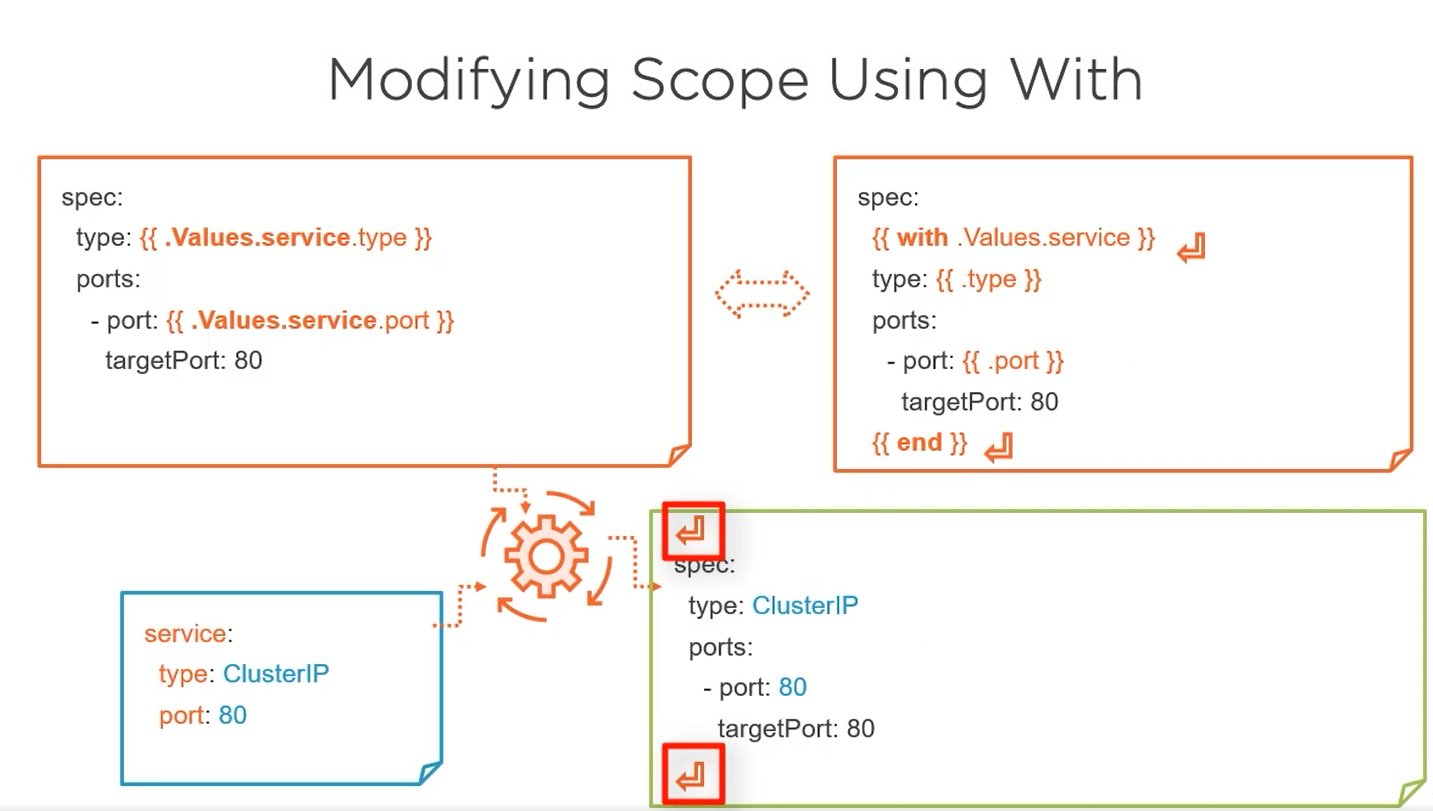 Modifying Scope Using With
spec:
type: {{ .Values.service.type }}
ports:
- port: {{ .Values.service.port }}
targetPort: 80
spec:
{{ with .Values.service }}
type: {{ .type }}
ports:
- port: {{ .port }}
targetPort: 80
{{ end }}
service:
type: ClusterIP
port: 80
spec:
type: ClusterIP
ports:
- port: 80
targetPort: 80